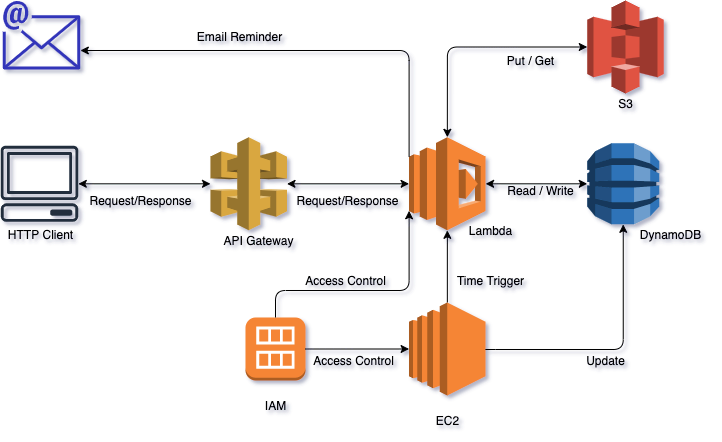 @
Email Reminder
Put / Get
S3
Request/Response
Request/Response
Read / Write
HTTP Client
API Gateway
Lambda
DynamoDB
Access Control
Time Trigger
Access Control
Update
IAM
EC2